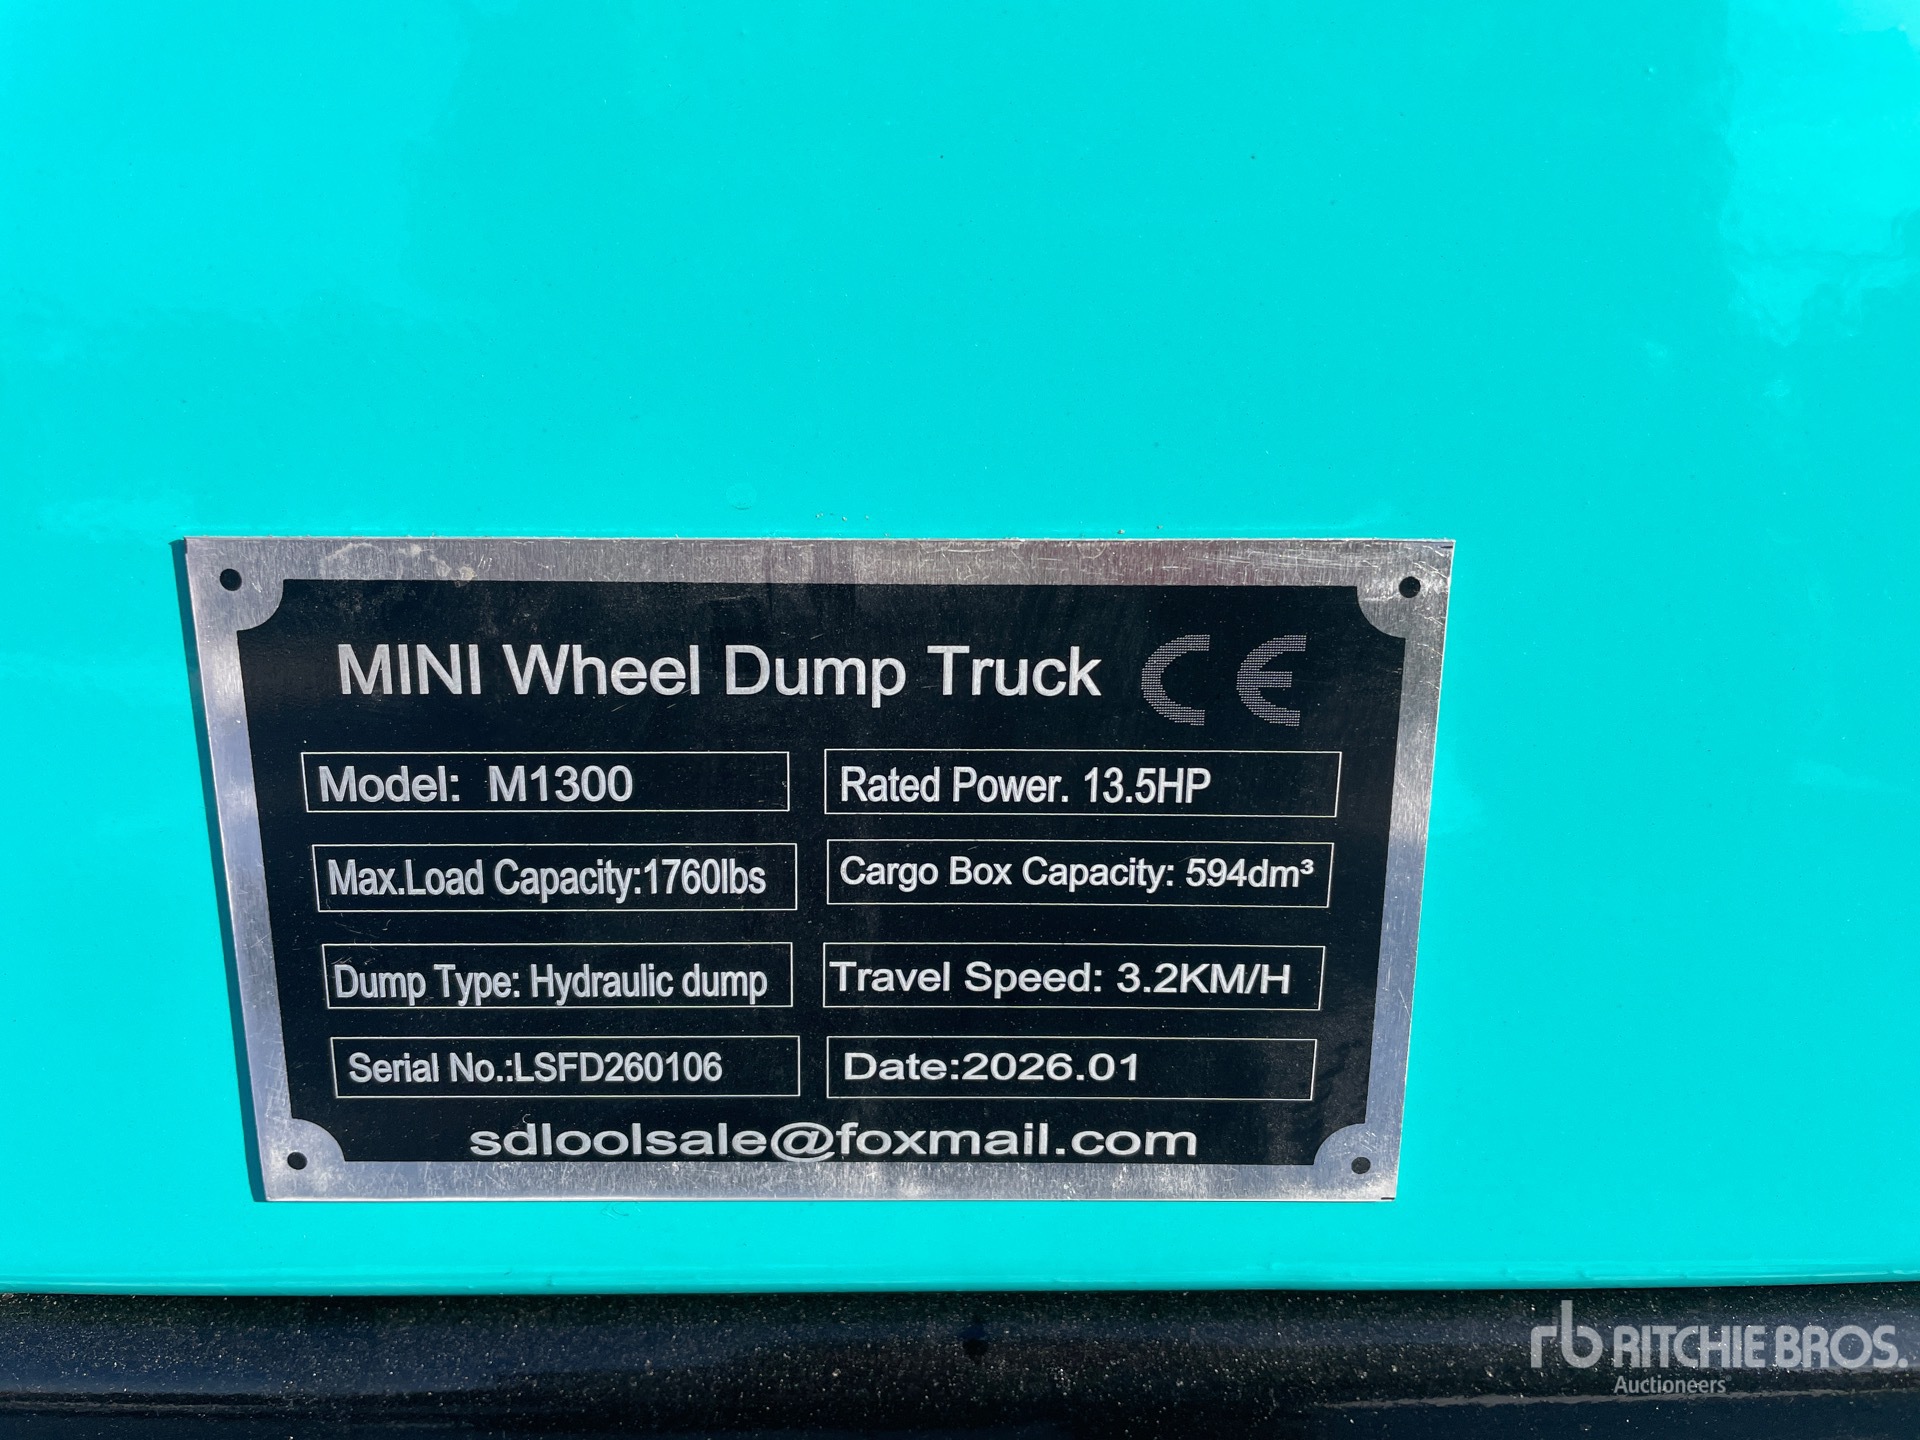 MINI Wheel Dump Truck CE
Model: M1300
Rated Power. 13.5HP
Max.Load Capacity:1760lbs
Cargo Box Capacity: 594dm³
Dump Type: Hydraulic dump
Travel Speed: 3.2KM/H
Serial No.:LSFD260106
Date:2026.01
sdloolsale@foxmail.com
rb RITCHIE BROS.
Auctioneers